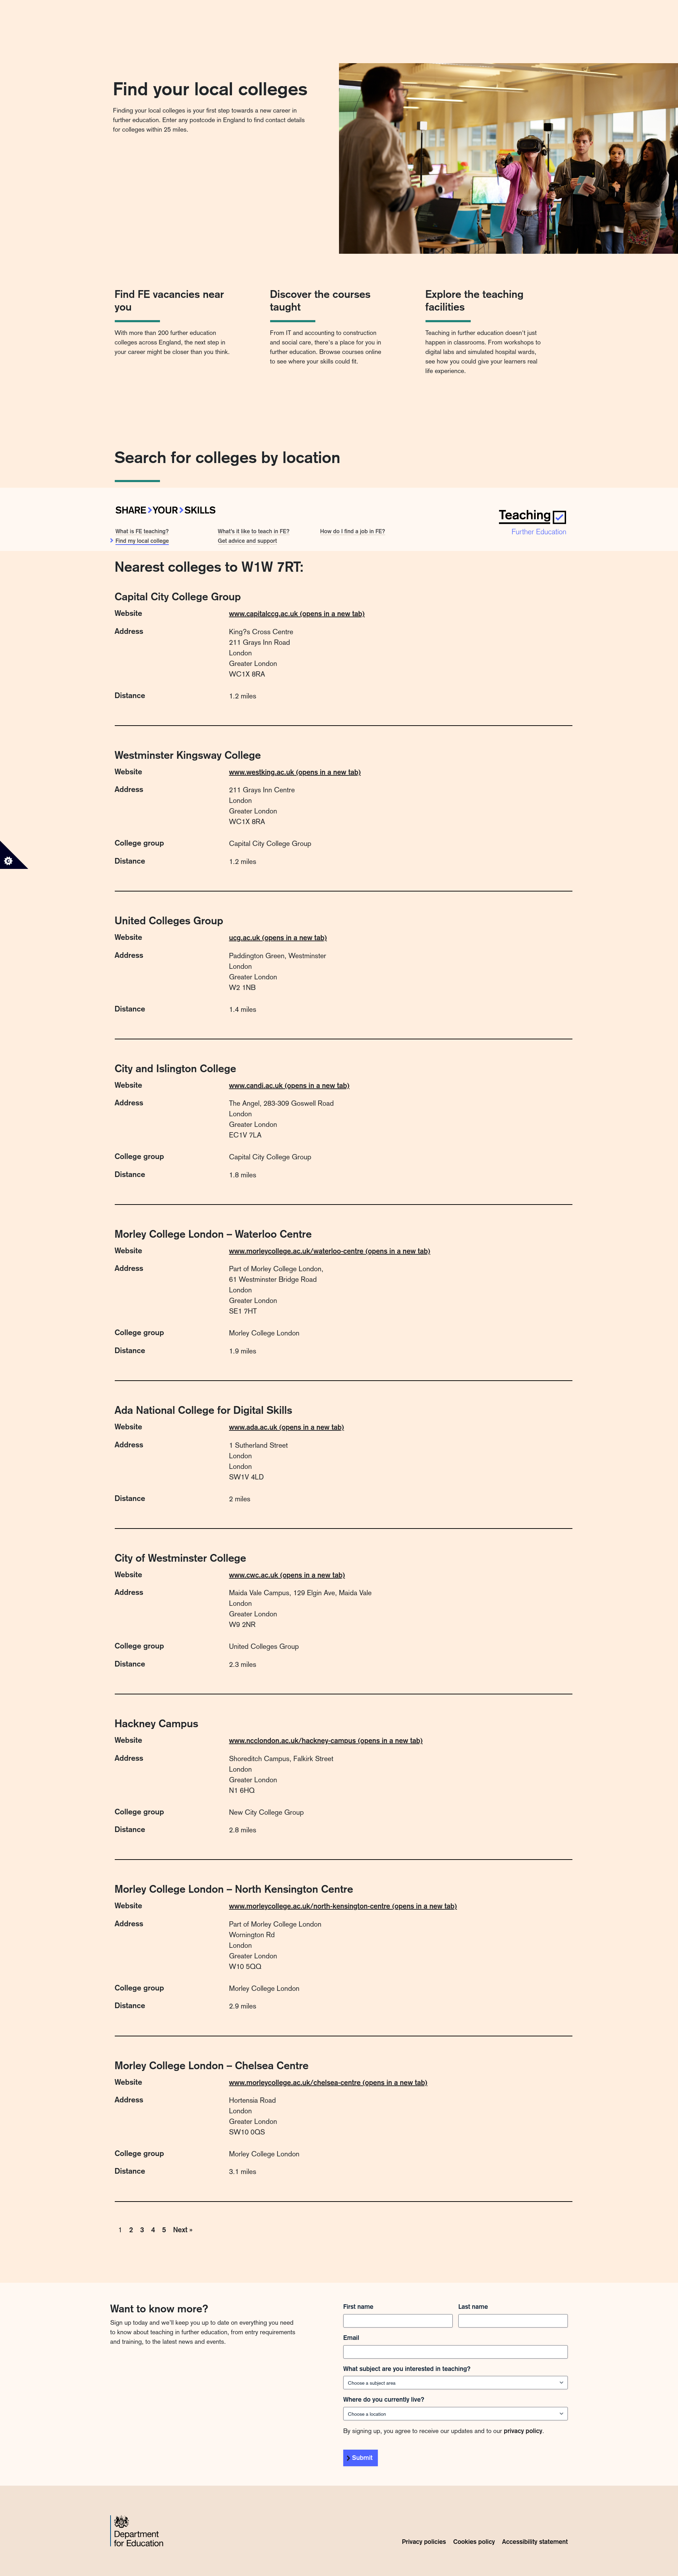 Find your local colleges
Finding your local colleges is your first step towards a new career in
further education. Enter any postcode in England to find contact details
for colleges within 25 miles.
Find FE vacancies near
you
With more than 200 further education
colleges across England, the next step in
your career might be closer than you think.
Discover the courses
taught
From IT and accounting to construction
and social care, there's a place for you in
further education. Browse courses online
to see where your skills could fit.
Explore the teaching
facilities
Teaching in further education doesn't just
happen in classrooms. From workshops to
digital labs and simulated hospital wards,
see how you could give your learners real
life experience.
Search for colleges by location
SHARE YOUR SKILLS
What is FE teaching?
What's it like to teach in FE?
How do I find a job in FE?
Find my local college
Get advice and support
Teaching
Further Education
Nearest colleges to W1W 7RT:
Capital City College Group
Website www.capitalccg.ac.uk (opens in a new tab)
Address King?s Cross Centre
211 Grays Inn Road
London
Greater London
WC1X 8RA
Distance 1.2 miles
Westminster Kingsway College
Website www.westking.ac.uk (opens in a new tab)
Address 211 Grays Inn Centre
London
Greater London
WC1X 8RA
College group Capital City College Group
Distance 1.2 miles
United Colleges Group
Website ucg.ac.uk (opens in a new tab)
Address Paddington Green, Westminster
London
Greater London
W2 1NB
Distance 1.4 miles
City and Islington College
Website www.candi.ac.uk (opens in a new tab)
Address The Angel, 283-309 Goswell Road
London
Greater London
EC1V 7LA
College group Capital City College Group
Distance 1.8 miles
Morley College London – Waterloo Centre
Website www.morleycollege.ac.uk/waterloo-centre (opens in a new tab)
Address Part of Morley College London,
61 Westminster Bridge Road
London
Greater London
SE1 7HT
College group Morley College London
Distance 1.9 miles
Ada National College for Digital Skills
Website www.ada.ac.uk (opens in a new tab)
Address 1 Sutherland Street
London
London
SW1V 4LD
Distance 2 miles
City of Westminster College
Website www.cwc.ac.uk (opens in a new tab)
Address Maida Vale Campus, 129 Elgin Ave, Maida Vale
London
Greater London
W9 2NR
College group United Colleges Group
Distance 2.3 miles
Hackney Campus
Website www.ncclondon.ac.uk/hackney-campus (opens in a new tab)
Address Shoreditch Campus, Falkirk Street
London
Greater London
N1 6HQ
College group New City College Group
Distance 2.8 miles
Morley College London – North Kensington Centre
Website www.morleycollege.ac.uk/north-kensington-centre (opens in a new tab)
Address Part of Morley College London
Wornington Rd
London
Greater London
W10 5QQ
College group Morley College London
Distance 2.9 miles
Morley College London – Chelsea Centre
Website www.morleycollege.ac.uk/chelsea-centre (opens in a new tab)
Address Hortensia Road
London
Greater London
SW10 0QS
College group Morley College London
Distance 3.1 miles
1 2 3 4 5 Next »
Want to know more?
Sign up today and we'll keep you up to date on everything you need
to know about teaching in further education, from entry requirements
and training, to the latest news and events.
First name Last name
Email
What subject are you interested in teaching?
Choose a subject area
Where do you currently live?
Choose a location
By signing up, you agree to receive our updates and to our privacy policy.
Submit
Department
for Education
Privacy policies Cookies policy Accessibility statement